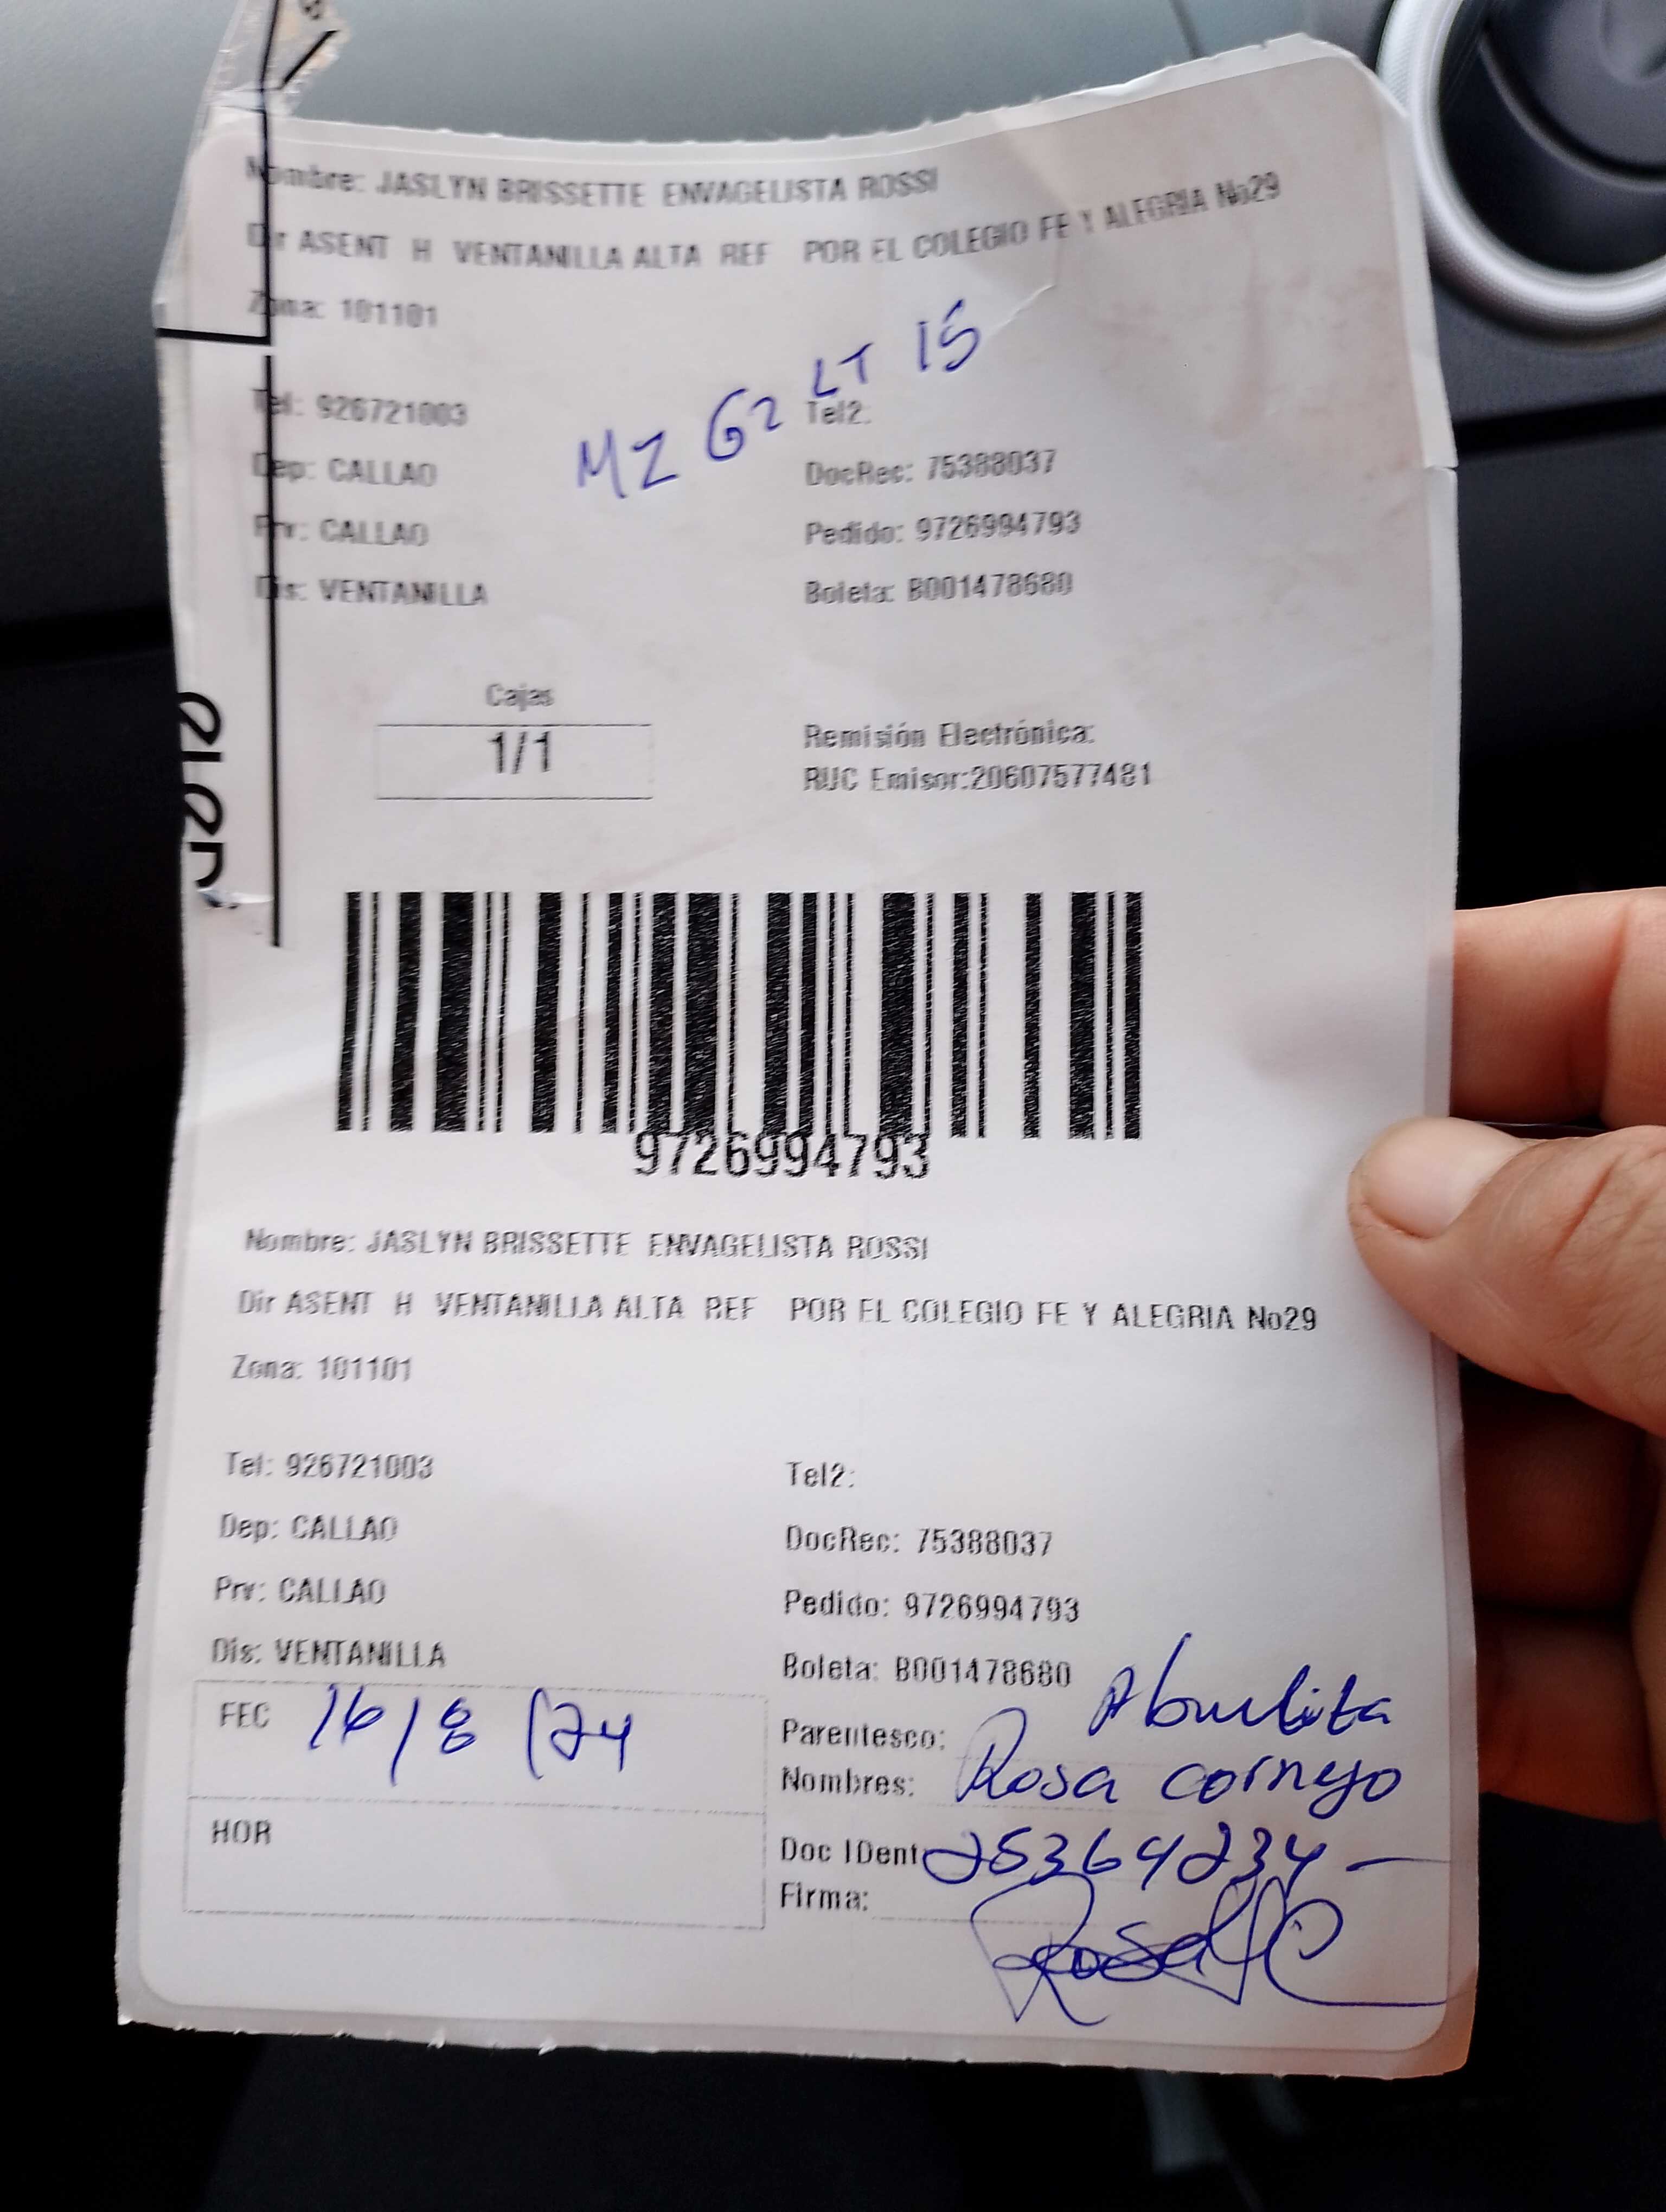 Nombre: JASLYN BRISSETTE ENVAGELISTA ROSSI
Dir ASENT H VENTANILLA ALTA REF POR EL COLEGIO FE Y ALEGRIA No29
Zona: 101101
MZ G2 LT 15
Tel: 926721003 Tel2:
Dep: CALLAO DocRec: 75388037
Prv: CALLAO Pedido: 9726994793
Dis: VENTANILLA Boleta: B001478680
Cajas
1/1
Remisión Electrónica:
RUC Emisor:20607577481
9726994793
Nombre: JASLYN BRISSETTE ENVAGELISTA ROSSI
Dir ASENT H VENTANILLA ALTA REF POR EL COLEGIO FE Y ALEGRIA No29
Zona: 101101
Tel: 926721003 Tel2:
Dep: CALLAO DocRec: 75388037
Prv: CALLAO Pedido: 9726994793
Dis: VENTANILLA Boleta: B001478680
FEC 16/8/24 Parentesco: Abuelita
Nombres: Rosa cornejo
HOR Doc IDent: 25364234
Firma: Rosa C